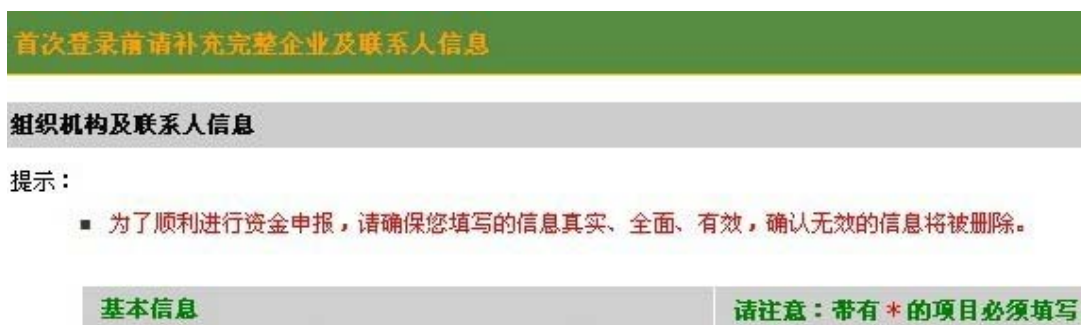 首次登录前请补充完整企业及联系人信息
组织机构及联系人信息
提示：
■ 为了顺利进行资金申报，请确保您填写的信息真实、全面、有效，确认无效的信息将被删除。
基本信息 请注意：带有*的项目必须填写